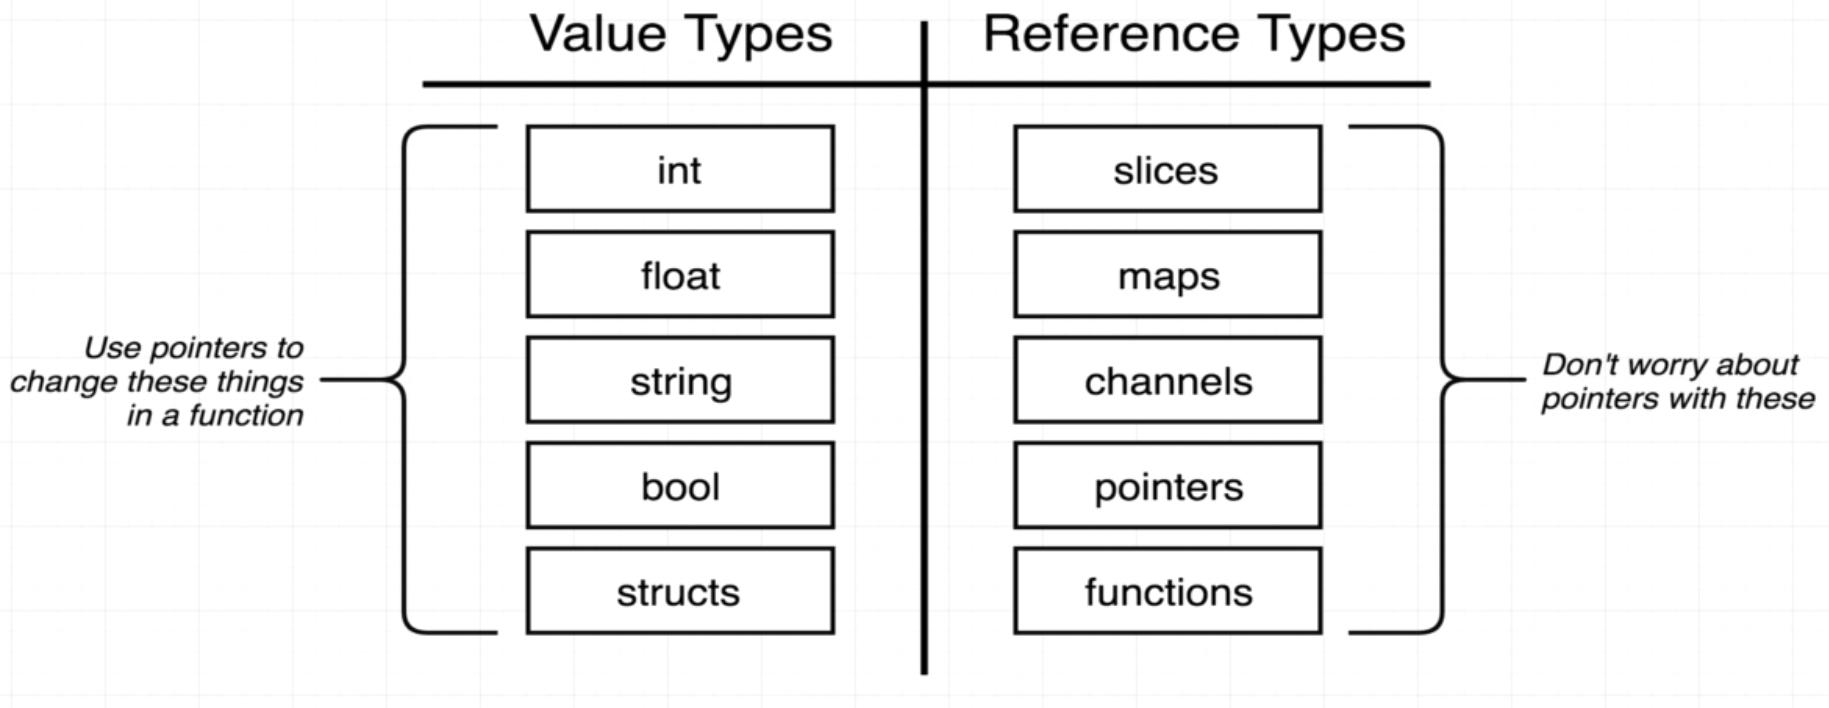 Value Types
Reference Types
int
slices
float
maps
Use pointers to
change these things
in a function
string
channels
Don't worry about
pointers with these
bool
pointers
structs
functions